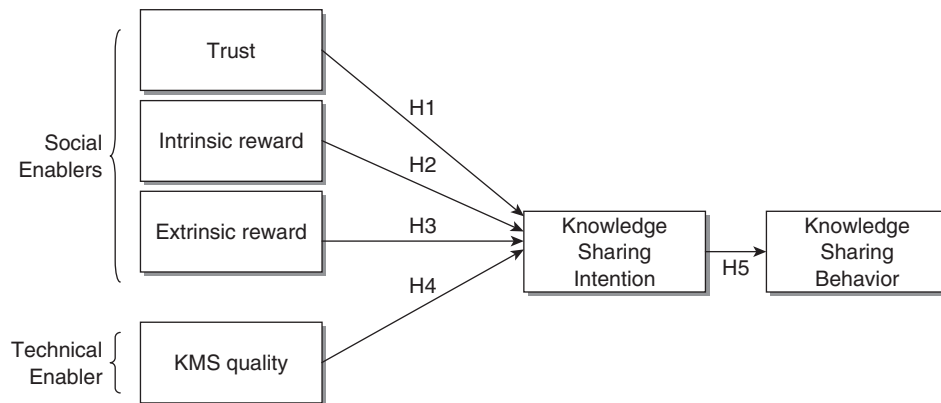 Social
Enablers
Trust
Intrinsic reward
Extrinsic reward
Technical
Enabler
KMS quality
H1
H2
H3
H4
Knowledge
Sharing
Intention
H5
Knowledge
Sharing
Behavior